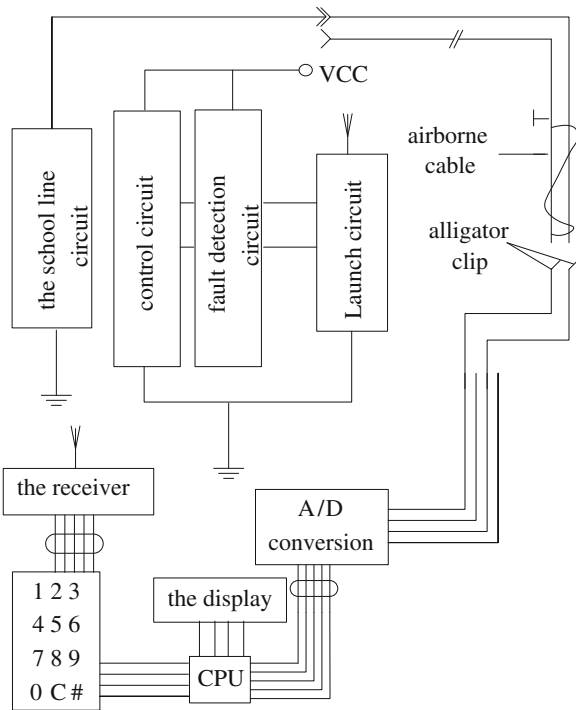 VCC
the school line
circuit
control circuit
fault detection
circuit
Launch circuit
airborne
cable
alligator
clip
the receiver
A/D
conversion
1 2 3
4 5 6
7 8 9
0 C #
the display
CPU